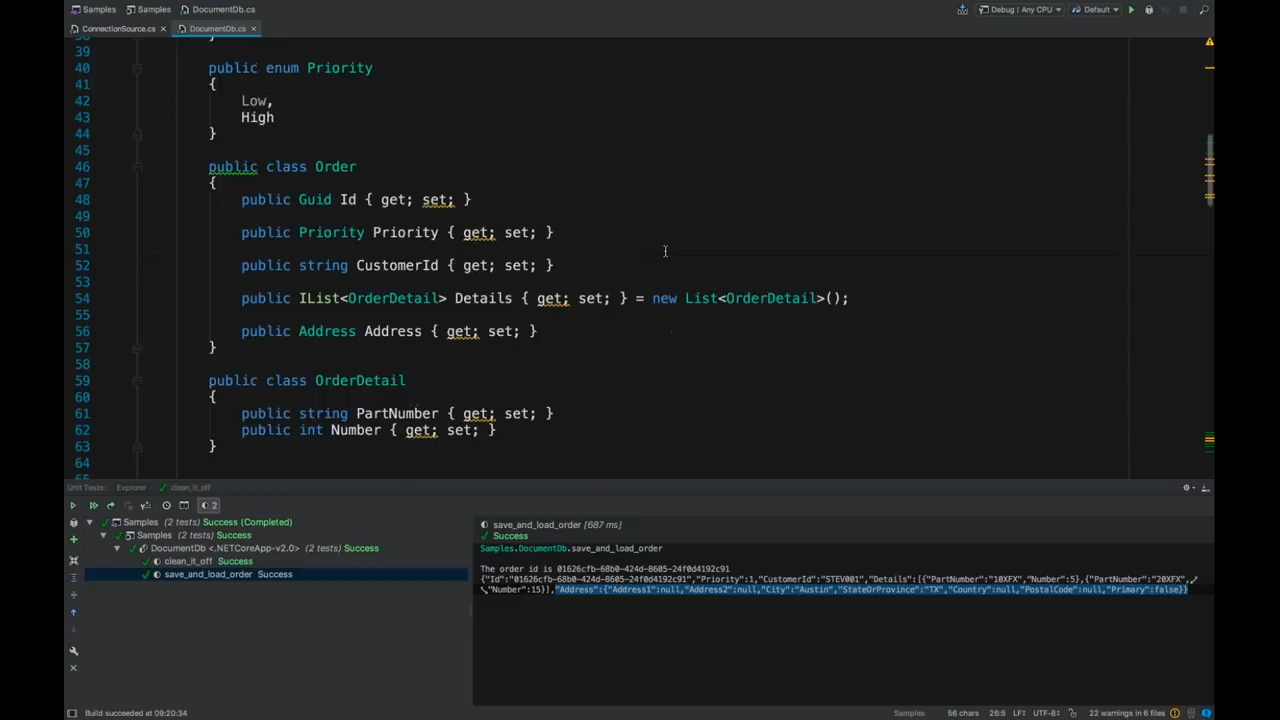 Samples Samples DocumentDb.cs Debug | Any CPU Default
ConnectionSource.cs DocumentDb.cs
39
40 public enum Priority
41 {
42 Low,
43 High
44 }
45
46 public class Order
47 {
48 public Guid Id { get; set; }
49
50 public Priority Priority { get; set; }
51
52 public string CustomerId { get; set; }
53
54 public IList<OrderDetail> Details { get; set; } = new List<OrderDetail>();
55
56 public Address Address { get; set; }
57 }
58
59 public class OrderDetail
60 {
61 public string PartNumber { get; set; }
62 public int Number { get; set; }
63 }
64
Unit Tests: Explorer clean_it_off
2
Samples (2 tests) Success (Completed)
Samples (2 tests) Success
DocumentDb <.NETCoreApp-v2.0> (2 tests) Success
clean_it_off Success
save_and_load_order Success
save_and_load_order [687 ms]
Success
Samples.DocumentDb.save_and_load_order
The order id is 01626cfb-68b0-424d-8605-24f0d4192c91
{"Id":"01626cfb-68b0-424d-8605-24f0d4192c91","Priority":1,"CustomerId":"STEV001","Details":[{"PartNumber":"10XFX","Number":5},{"PartNumber":"20XFX",
"Number":15}],"Address":{"Address1":null,"Address2":null,"City":"Austin","StateOrProvince":"TX","Country":null,"PostalCode":null,"Primary":false}}
Build succeeded at 09:20:34 Samples 56 chars 26:5 LF÷ UTF-8÷ 22 warnings in 6 files